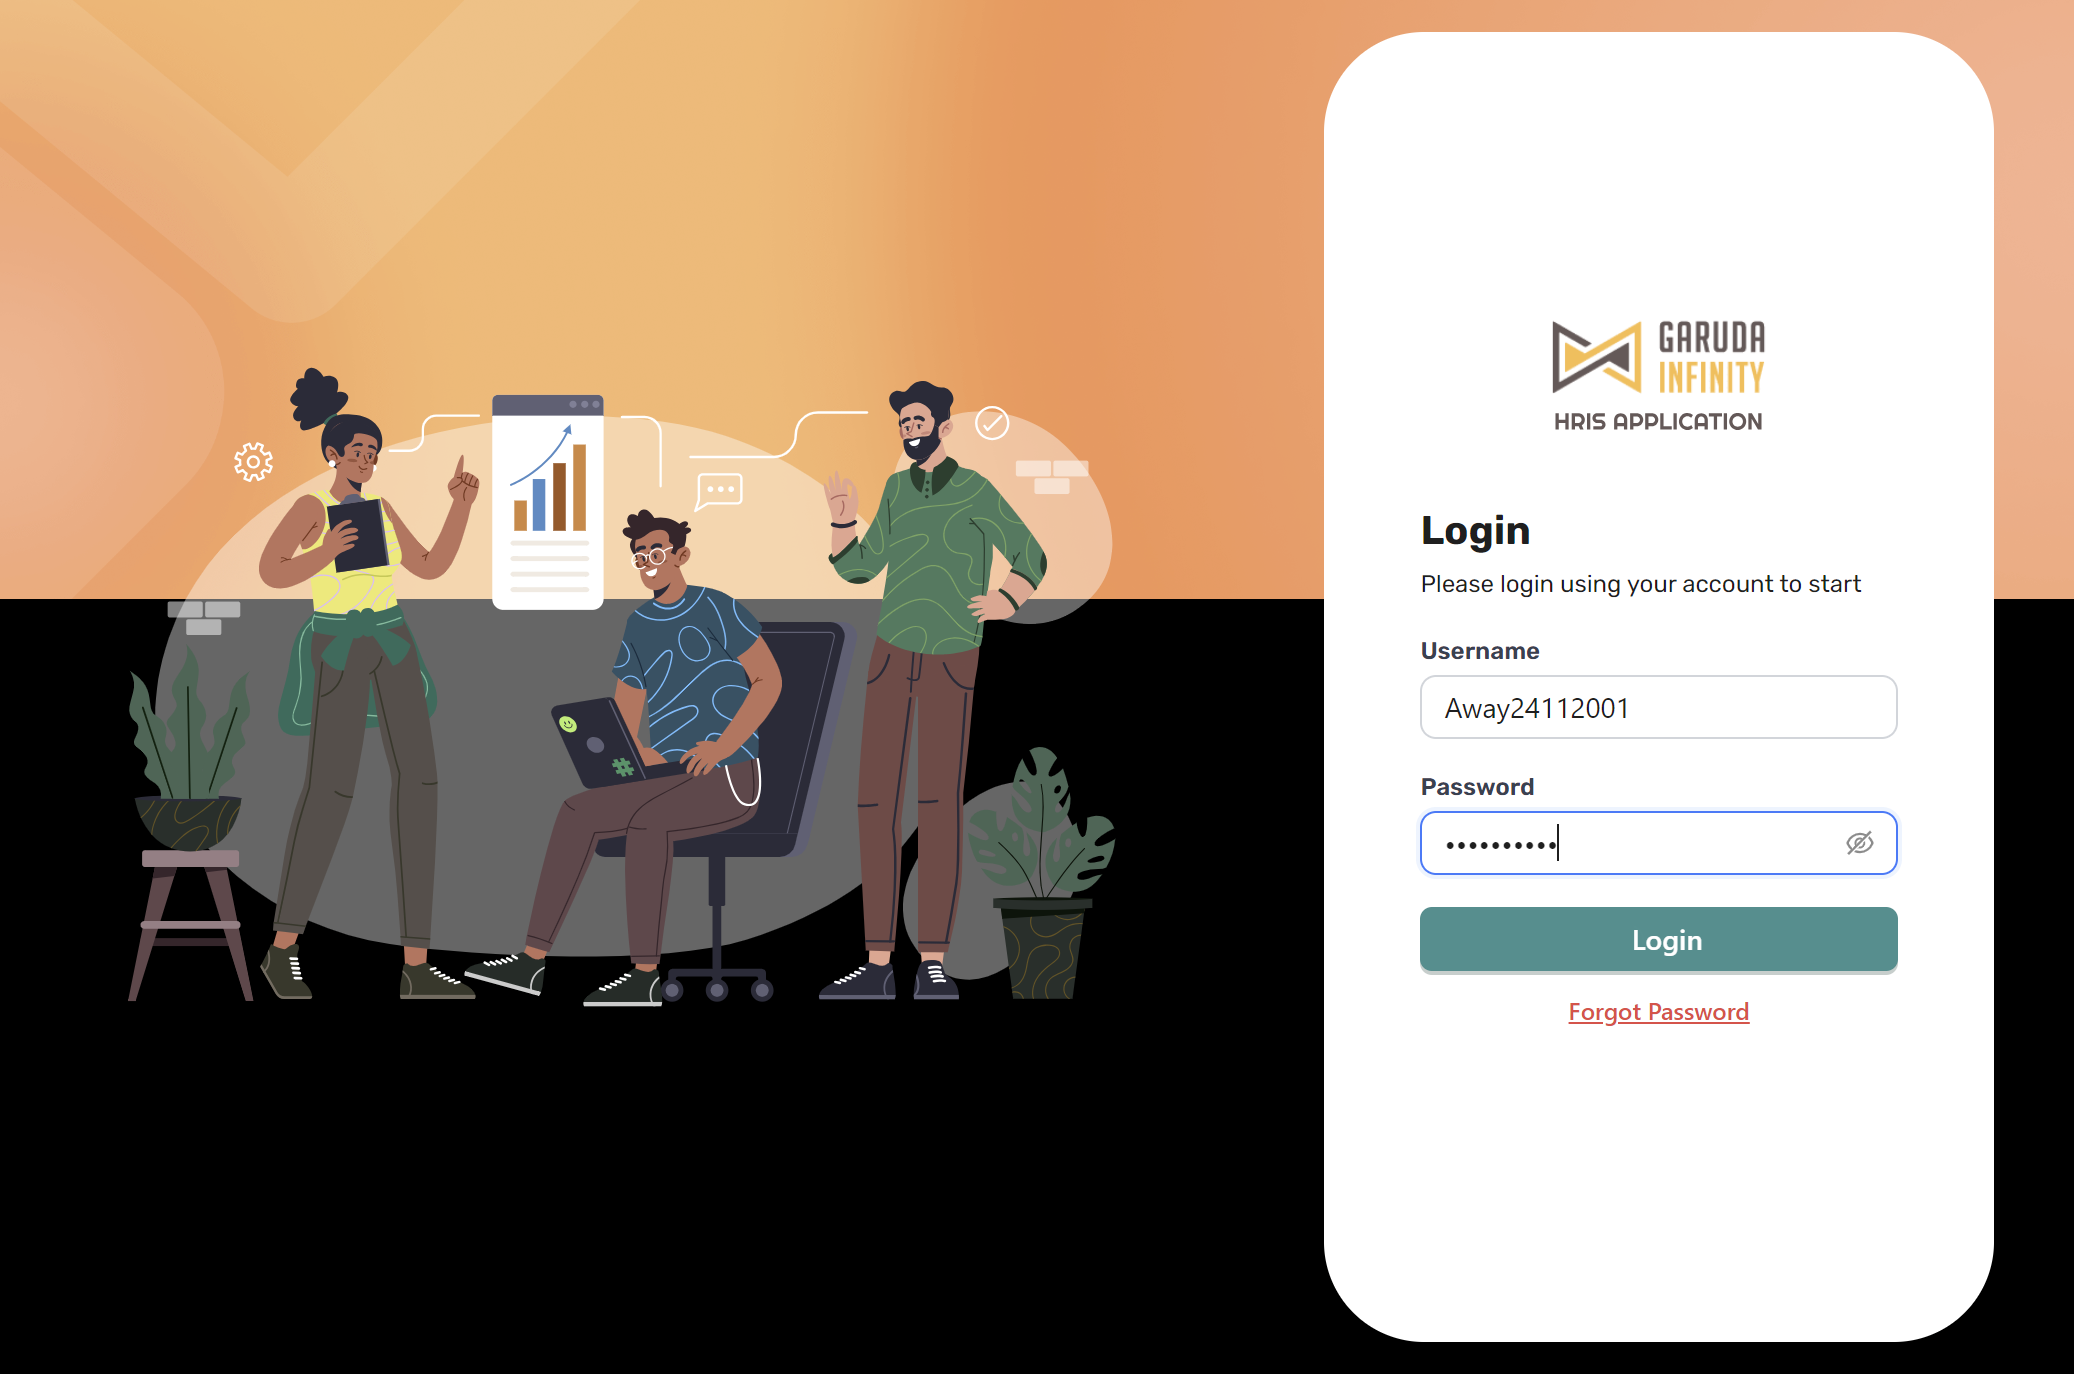 GARUDA
INFINITY
HRIS APPLICATION
Login
Please login using your account to start
Username
Away24112001
Password
••••••••••
Login
Forgot Password